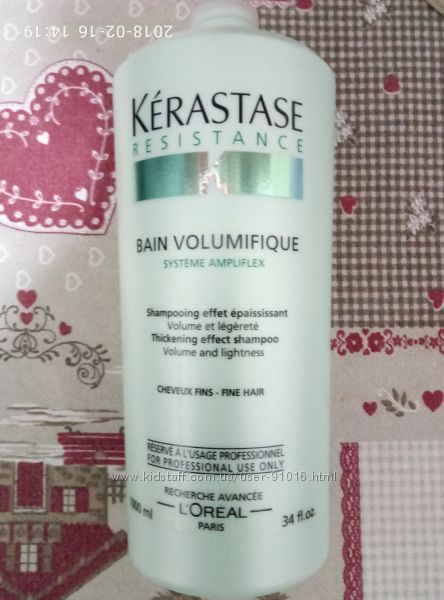 2018-02-16 14:19
KÉRASTASE
RESISTANCE
K
BAIN VOLUMIFIQUE
SYSTÈME AMPLIFLEX
Shampooing effet épaississant
Volume et légèreté
Thickening effect shampoo
Volume and lightness
CHEVEUX FINS - FINE HAIR
RÉSERVÉ À L'USAGE PROFESSIONNEL
FOR PROFESSIONAL USE ONLY
www.kidstaff.com.ua/user-91016.html
RECHERCHE AVANCÉE
L'ORÉAL
PARIS
1000 ml
34 fl.oz.